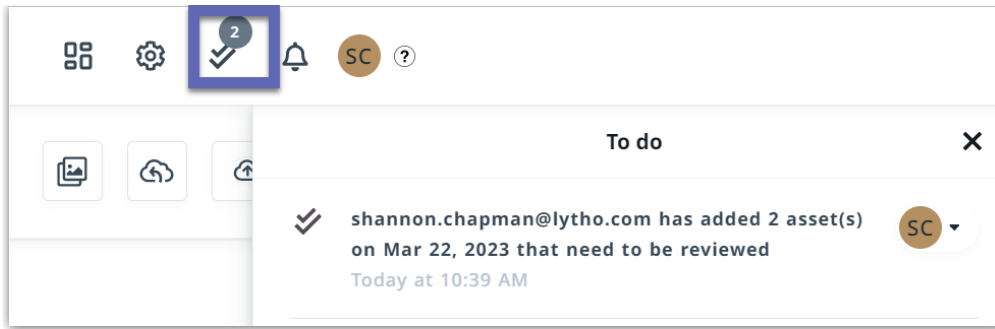 2
SC
?
To do
shannon.chapman@lytho.com has added 2 asset(s)
on Mar 22, 2023 that need to be reviewed
SC
Today at 10:39 AM